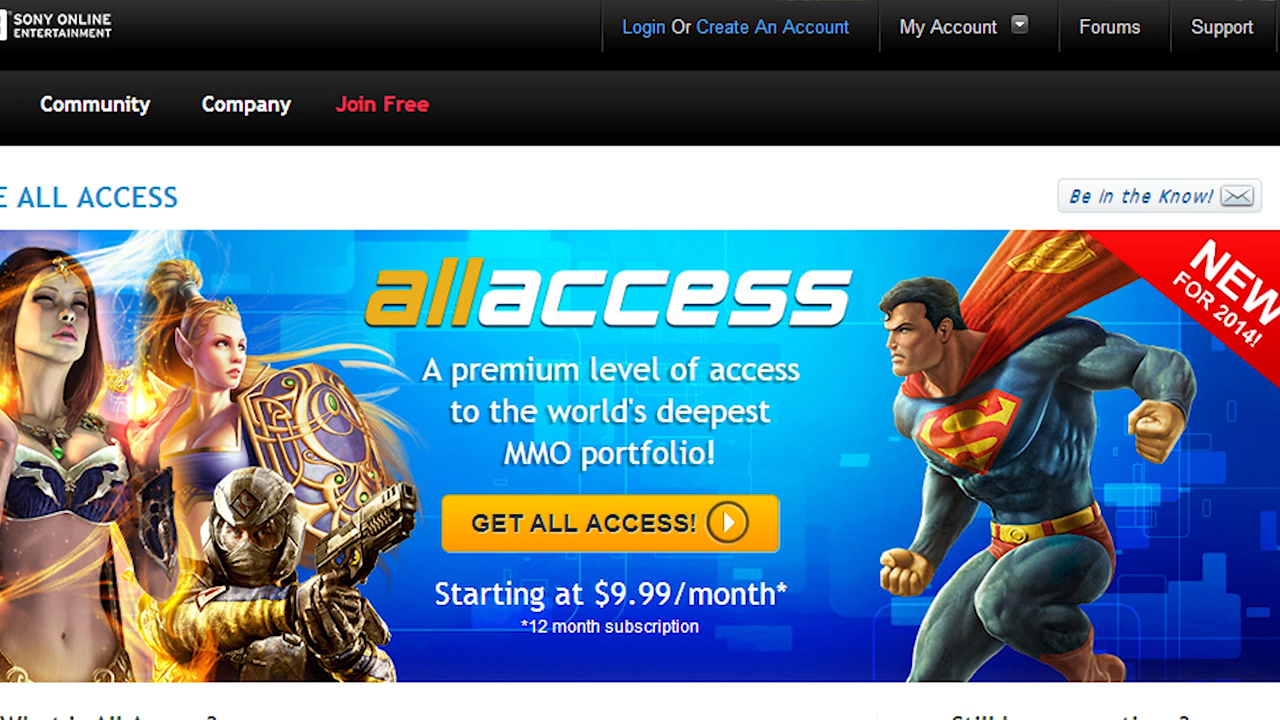 SONY ONLINE
ENTERTAINMENT
Login Or Create An Account
My Account
Forums
Support
Community
Company
Join Free
E ALL ACCESS
Be in the Know!
allaccess
NEW
FOR 2014!
A premium level of access
to the world's deepest
MMO portfolio!
GET ALL ACCESS!
Starting at $9.99/month*
*12 month subscription